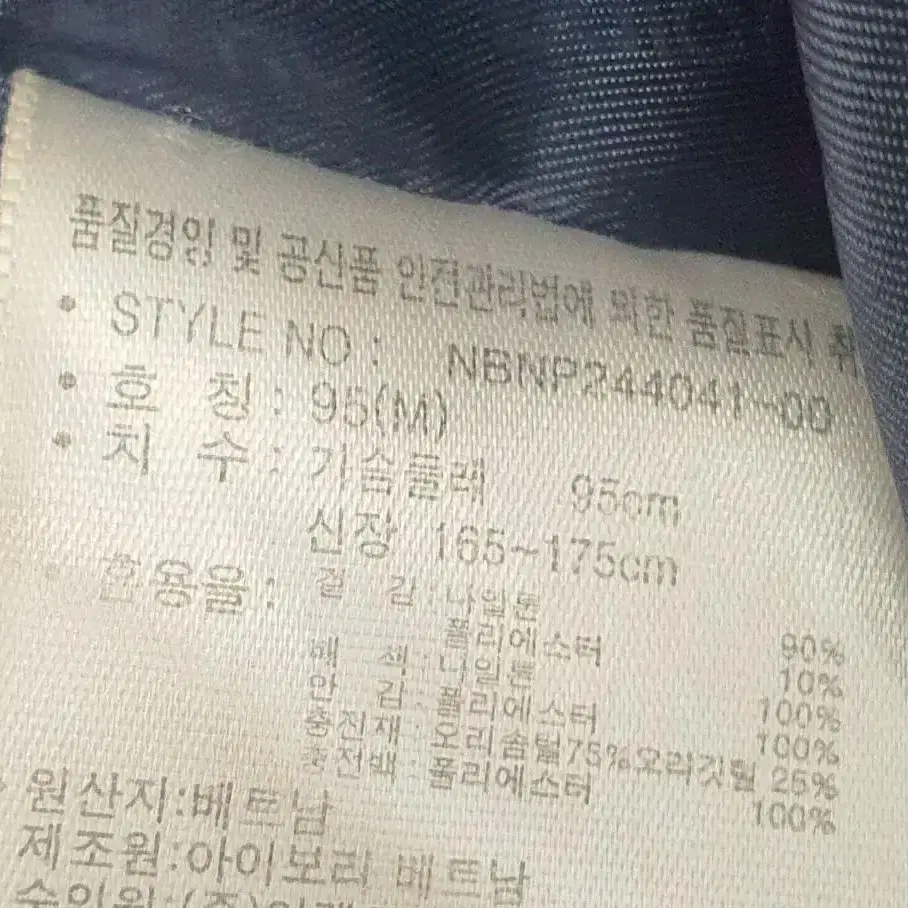 품질경영 및 공산품 안전관리법에 의한 품질표시
• STYLE NO : NBNP244041-00
• 호 칭 : 95(M)
• 치 수 : 가슴둘레 95cm
신장 165~175cm
혼용율 : 겉 감 : 나일론 90%
폴리에스터 10%
배 색 : 나일론 100%
안 감 : 폴리에스터 100%
충전재 : 오리솜털75%오리깃털 25%
충전백 : 폴리에스터 100%
원산지:베트남
제조원:아이보리 베트남
수입원:(주)